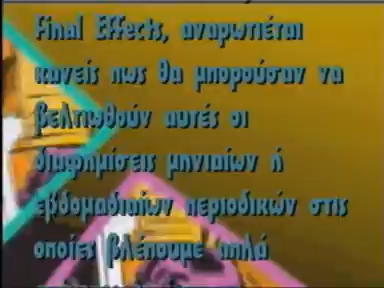 Final Effects, αναρωτιέται
κανείς πως θα μπορούσαν να
βελτιωθούν αυτές οι
διαφημίσεις μηνιαίων ή
εβδομαδιαίων περιοδικών στις
οποίες βλέπουμε απλά